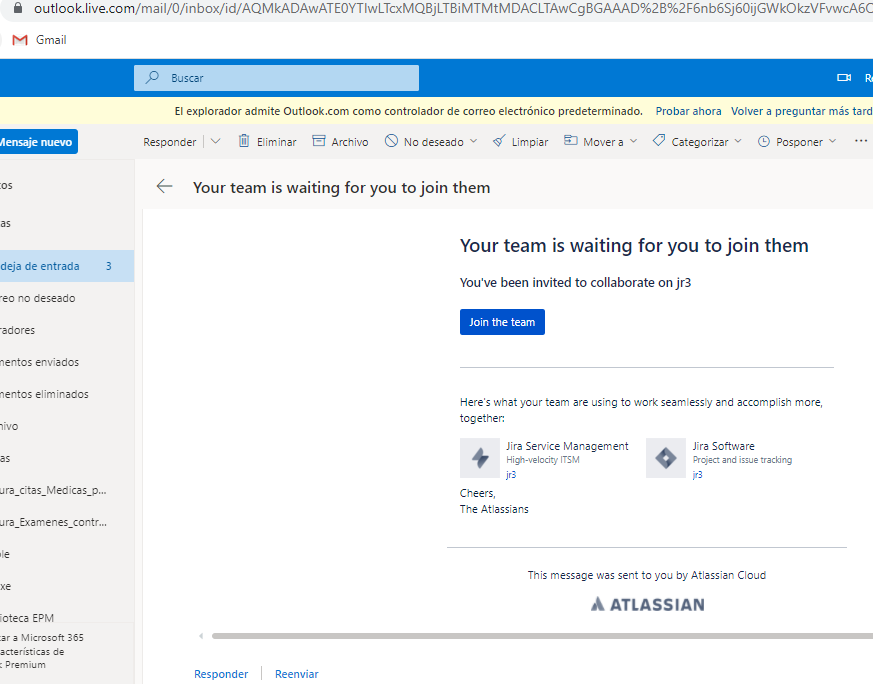 outlook.live.com/mail/0/inbox/id/AQMkADAwATE0YTIwLTcxMQBjLTBiMTMtMDACLTAwCgBGAAAD%2B%2F6nb6Sj60ijGWkOkzVFvwcA6C
Gmail
Buscar
El explorador admite Outlook.com como controlador de correo electrónico predeterminado. Probar ahora Volver a preguntar más tard
Mensaje nuevo Responder Eliminar Archivo No deseado Limpiar Mover a Categorizar Posponer ...
tos
Your team is waiting for you to join them
as
Your team is waiting for you to join them
deja de entrada 3
You've been invited to collaborate on jr3
reo no deseado
Join the team
radores
mentos enviados
mentos eliminados
Here's what your team are using to work seamlessly and accomplish more,
together:
hivo
Jira Service Management
High-velocity ITSM
jr3
Jira Software
Project and issue tracking
jr3
as
ura_citas_Medicas_p...
Cheers,
The Atlassians
ura_Examenes_contr...
ble
xe
This message was sent to you by Atlassian Cloud
ATLASSIAN
lioteca EPM
zar a Microsoft 365
acterísticas de
k Premium
Responder Reenviar